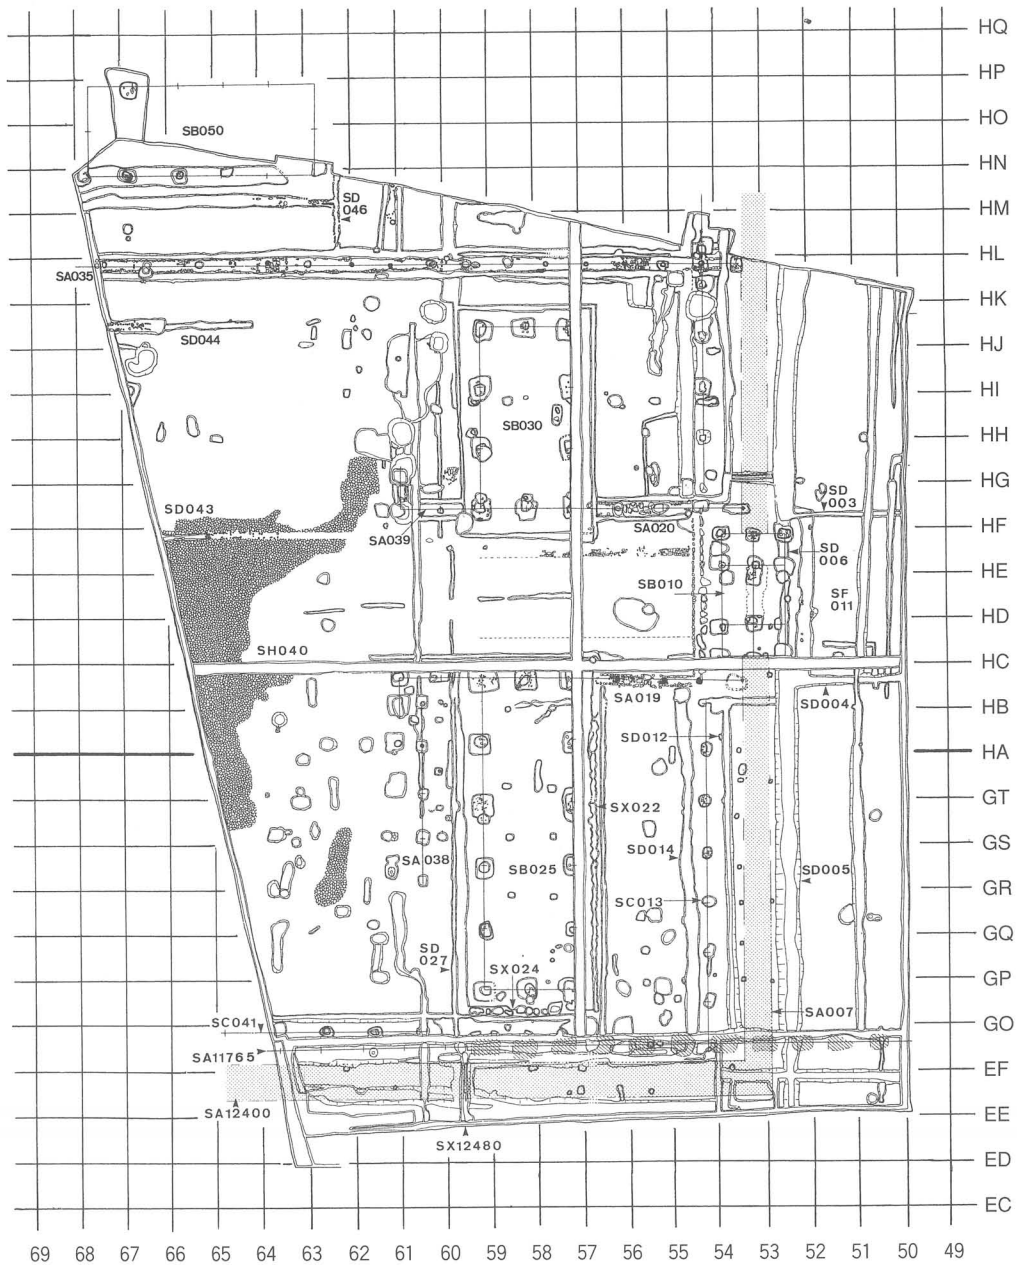 HQ
HP
HO
SB050
HN
SD
046
HM
HL
SA035
HK
SD044
HJ
HI
SB030
HH
HG
SD
003
SD043
HF
SA039
SA020
SD
006
HE
SB010
SF
011
HD
SH040
HC
SA019
SD004
HB
SD012
HA
GT
SX022
GS
SD014
SA038
SB025
SD005
GR
SC013
GQ
SD
027
SX024
GP
SA007
SC041
GO
SA11765
EF
SA12400
EE
SX12480
ED
EC
69 68 67 66 65 64 63 62 61 60 59 58 57 56 55 54 53 52 51 50 49